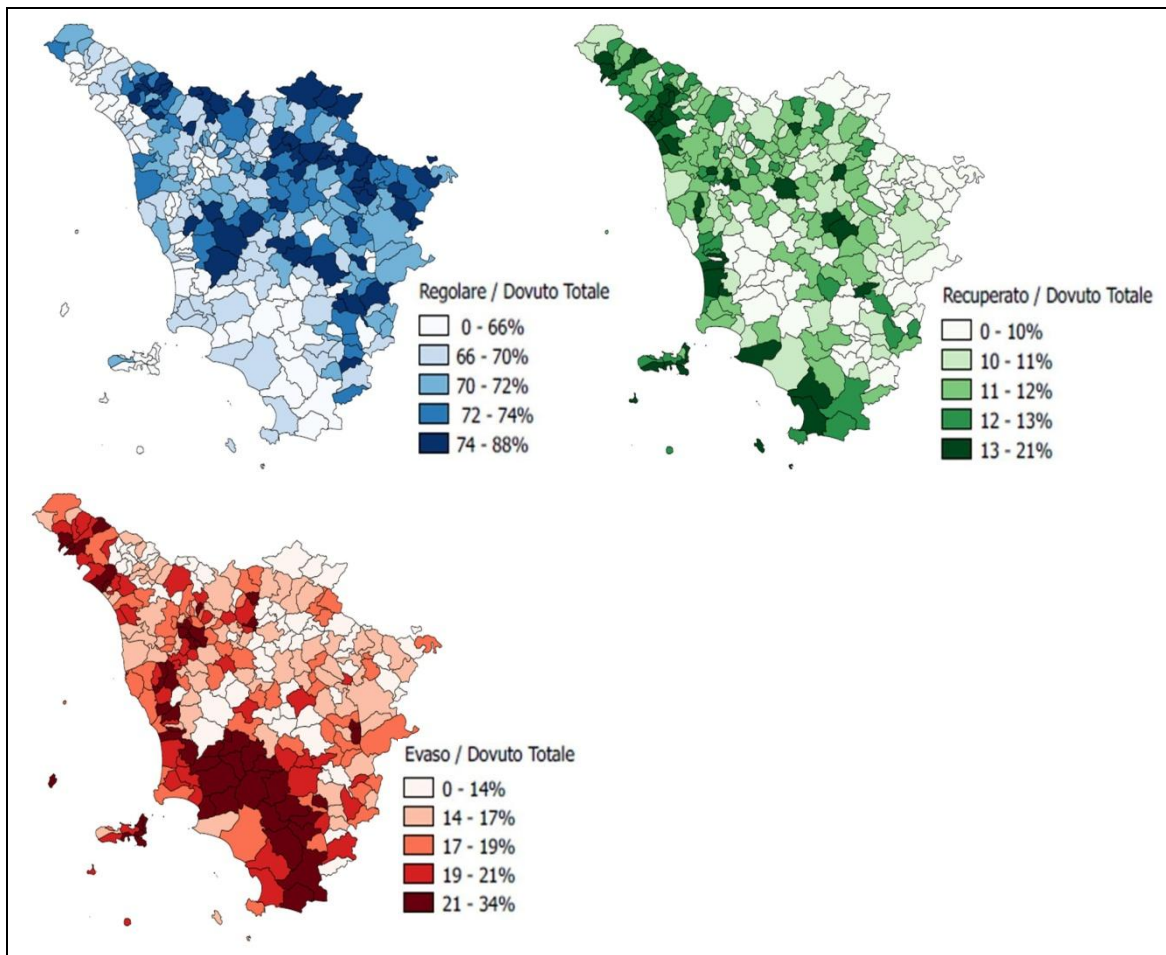 Regolare / Dovuto Totale
0 - 66%
66 - 70%
70 - 72%
72 - 74%
74 - 88%
Recuperato / Dovuto Totale
0 - 10%
10 - 11%
11 - 12%
12 - 13%
13 - 21%
Evaso / Dovuto Totale
0 - 14%
14 - 17%
17 - 19%
19 - 21%
21 - 34%